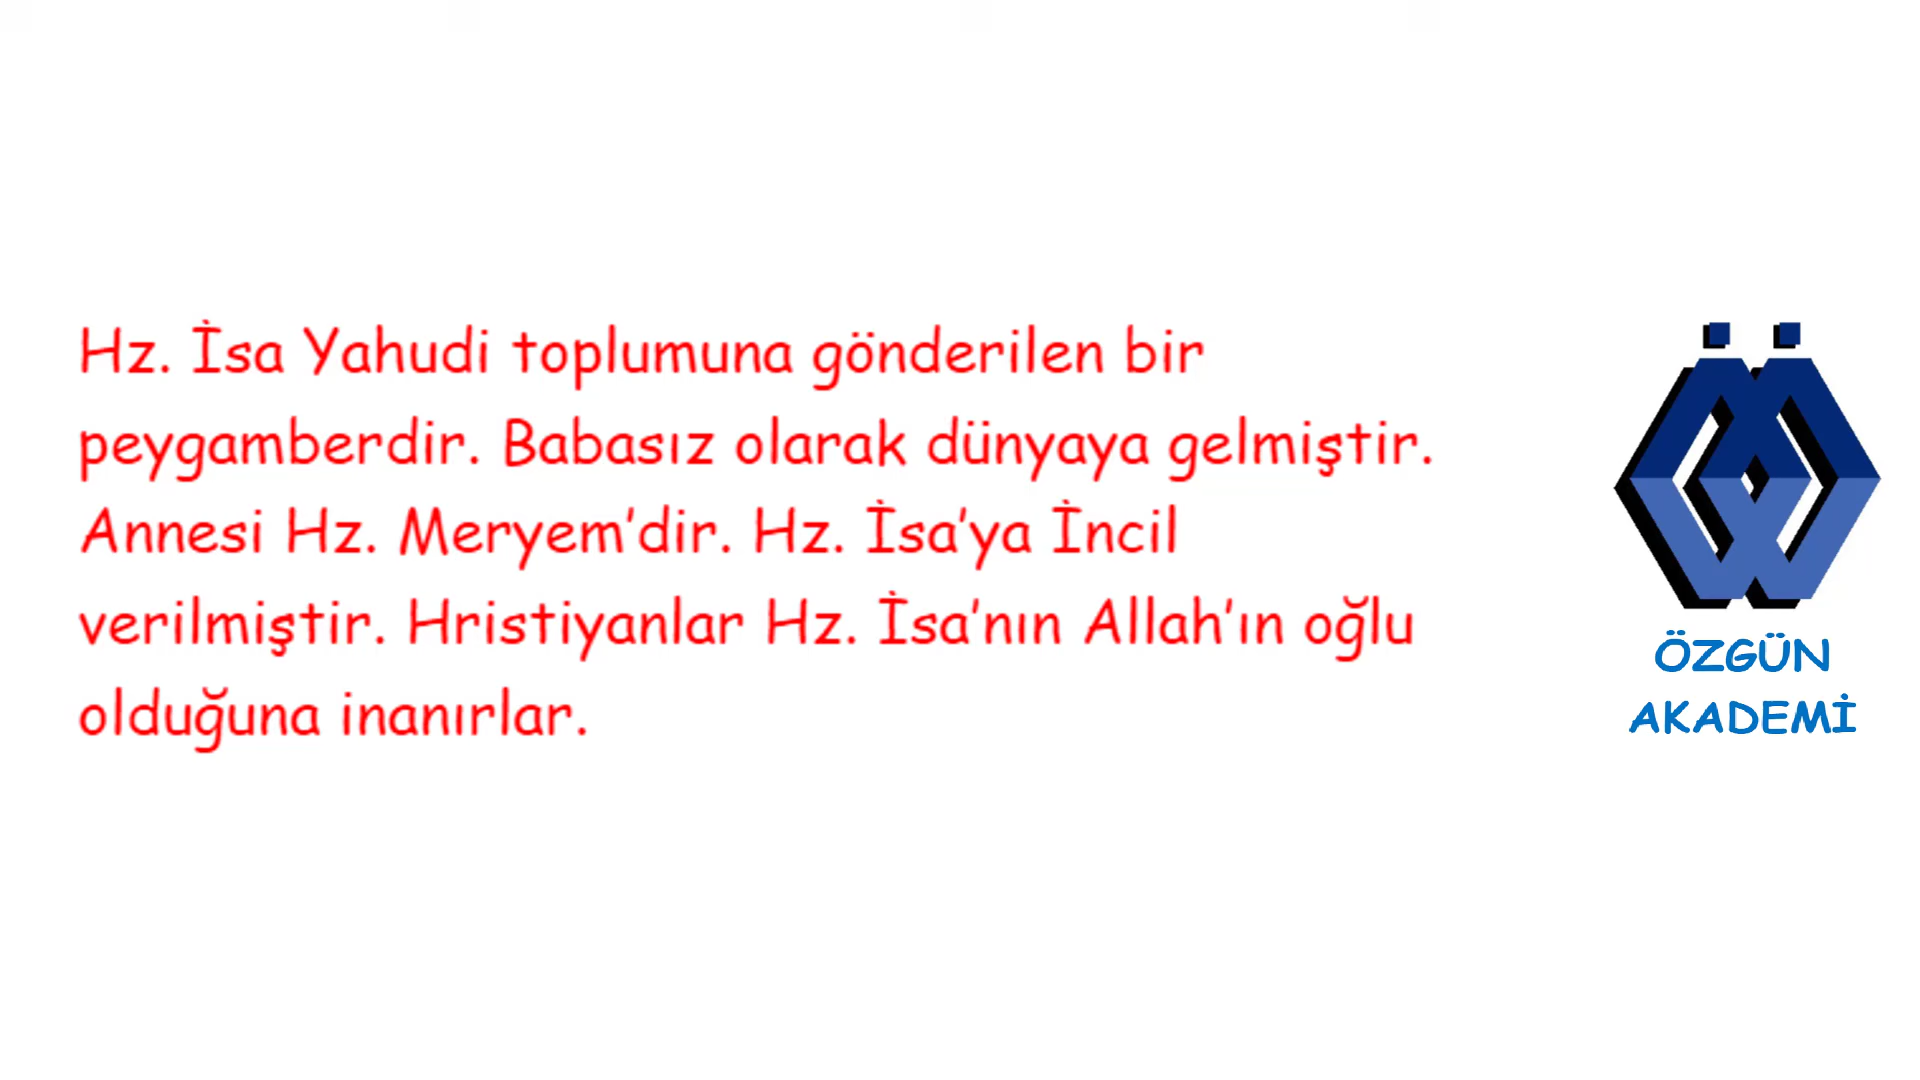 Hz. İsa Yahudi toplumuna gönderilen bir
peygamberdir. Babasız olarak dünyaya gelmiştir.
Annesi Hz. Meryem’dir. Hz. İsa’ya İncil
verilmiştir. Hristiyanlar Hz. İsa’nın Allah’ın oğlu
olduğuna inanırlar.
ÖZGÜN
AKADEMİ